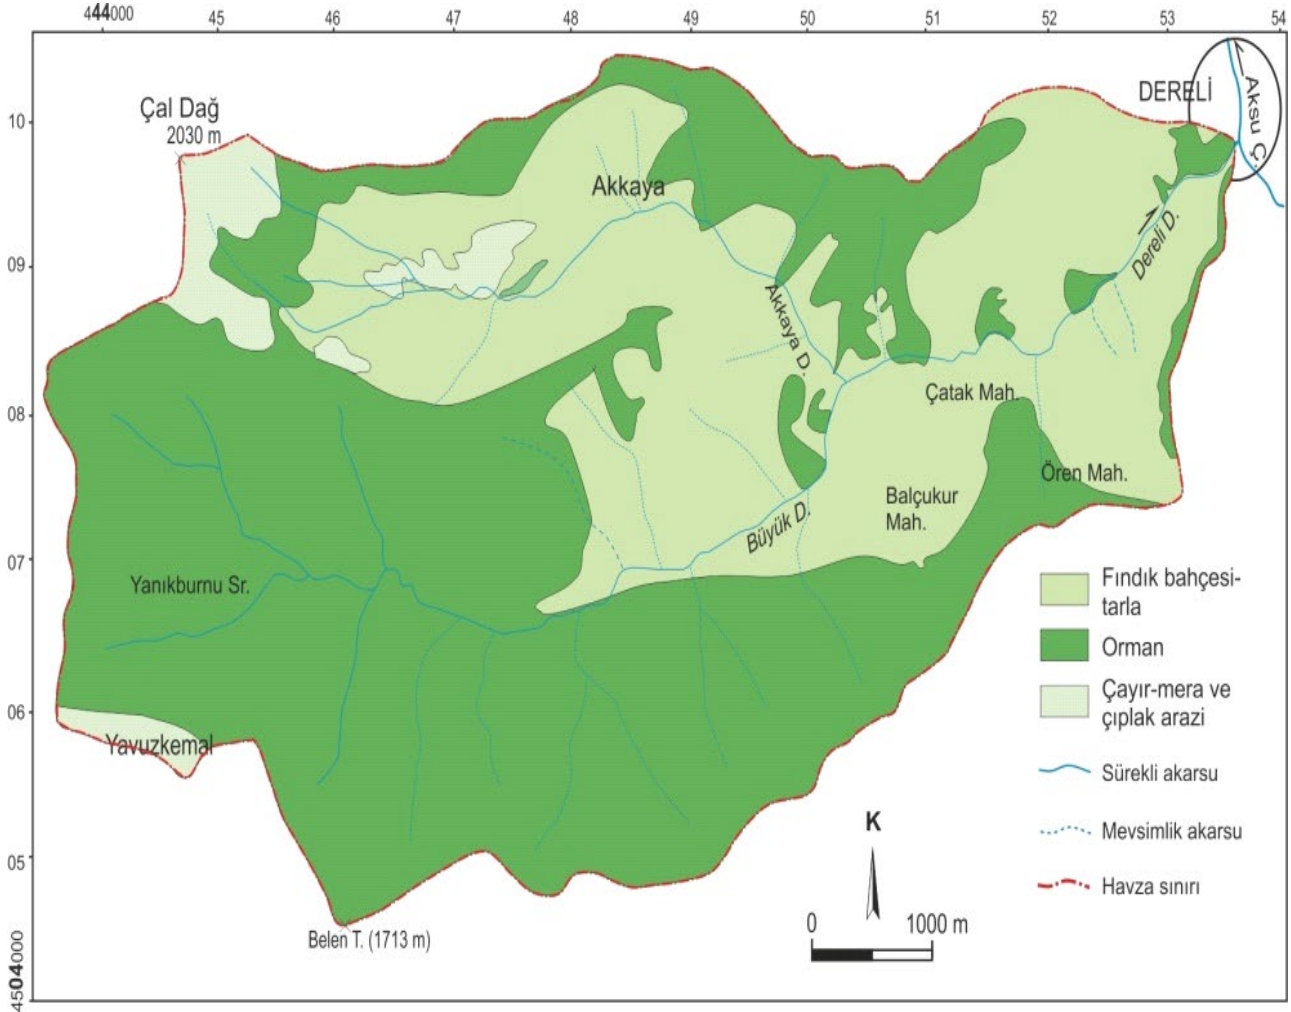 444000 45 46 47 48 49 50 51 52 53 54
10
09
08
07
06
05
4504000
Çal Dağ
2030 m
DERELİ
Aksu Ç.
Akkaya
Dereli D.
Akkaya D.
Çatak Mah.
Ören Mah.
Balçukur
Mah.
Büyük D.
Yanıkburnu Sr.
Yavuzkemal
Belen T. (1713 m)
Fındık bahçesi-
tarla
Orman
Çayır-mera ve
çıplak arazi
Sürekli akarsu
Mevsimlik akarsu
Havza sınırı
K
0 1000 m